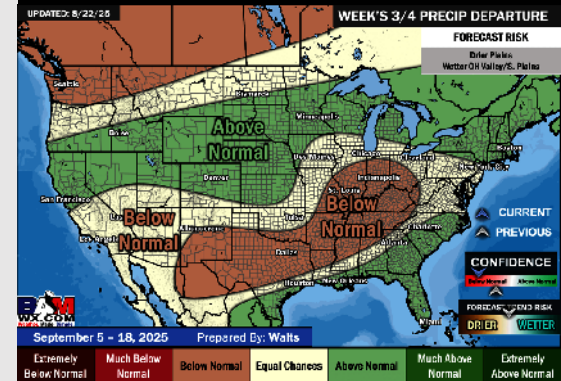 UPDATED: 8/22/25
WEEK'S 3/4 PRECIP DEPARTURE
FORECAST RISK
Drier Plains
Wetter OH Valley/S. Plains
Seattle
Bismarck
Minneapolis
Boise
Above
Normal
Boston
Des Moines
Chicago
Cleveland
New York City
Denver
Indianapolis
San Francisco
St. Louis
Below
Normal
Below
Normal
Albuquerque
Tulsa
Charlotte
Los Angeles
Atlanta
Dallas
Houston
New Orleans
Miami
CURRENT
PREVIOUS
CONFIDENCE
Below Normal
Above Normal
FORECAST TREND RISK
DRIER
WETTER
BAM
WX.COM
September 5 - 18, 2025
Prepared By: Walts
Extremely
Below Normal
Much Below
Normal
Below Normal
Equal Chances
Above Normal
Much Above
Normal
Extremely
Above Normal